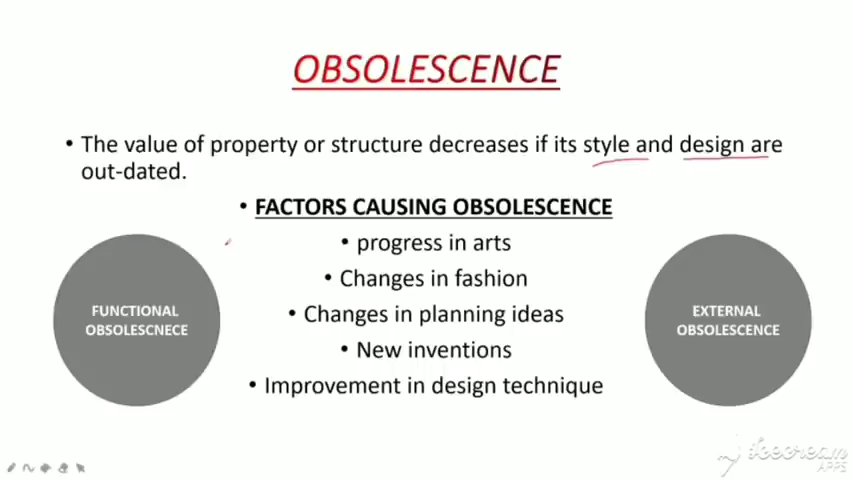 OBSOLESCENCE
• The value of property or structure decreases if its style and design are
out-dated.
• FACTORS CAUSING OBSOLESCENCE
• progress in arts
• Changes in fashion
• Changes in planning ideas
• New inventions
• Improvement in design technique
FUNCTIONAL
OBSOLESCNECE
EXTERNAL
OBSOLESCENCE
Icecream
APPS